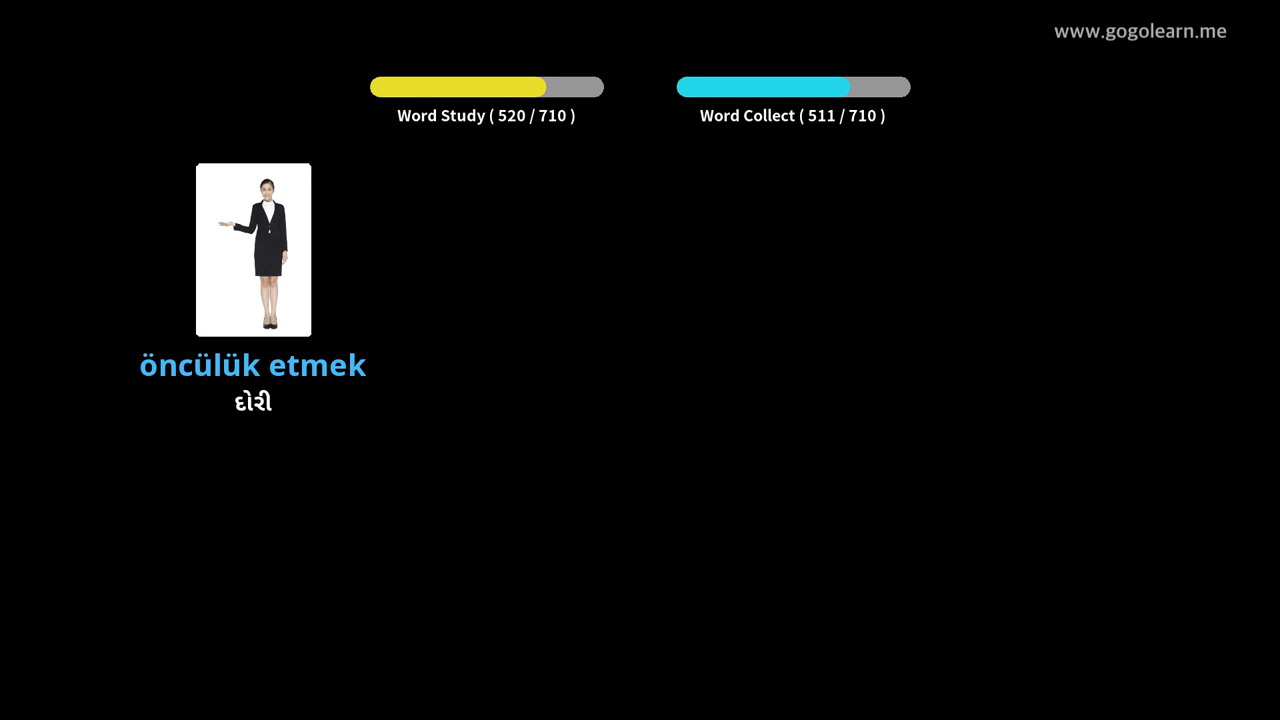 www.gogolearn.me
Word Study ( 520 / 710 )
Word Collect ( 511 / 710 )
öncülük etmek
દોરી